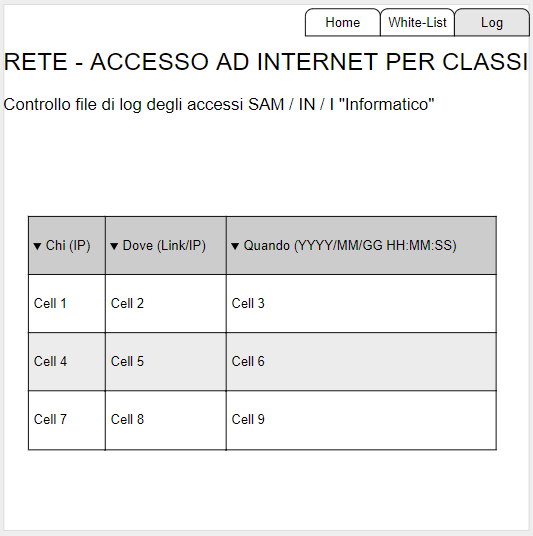 Home White-List Log
RETE - ACCESSO AD INTERNET PER CLASSI
Controllo file di log degli accessi SAM / IN / I "Informatico"
▼ Chi (IP) ▼ Dove (Link/IP) ▼ Quando (YYYY/MM/GG HH:MM:SS)
Cell 1 Cell 2 Cell 3
Cell 4 Cell 5 Cell 6
Cell 7 Cell 8 Cell 9